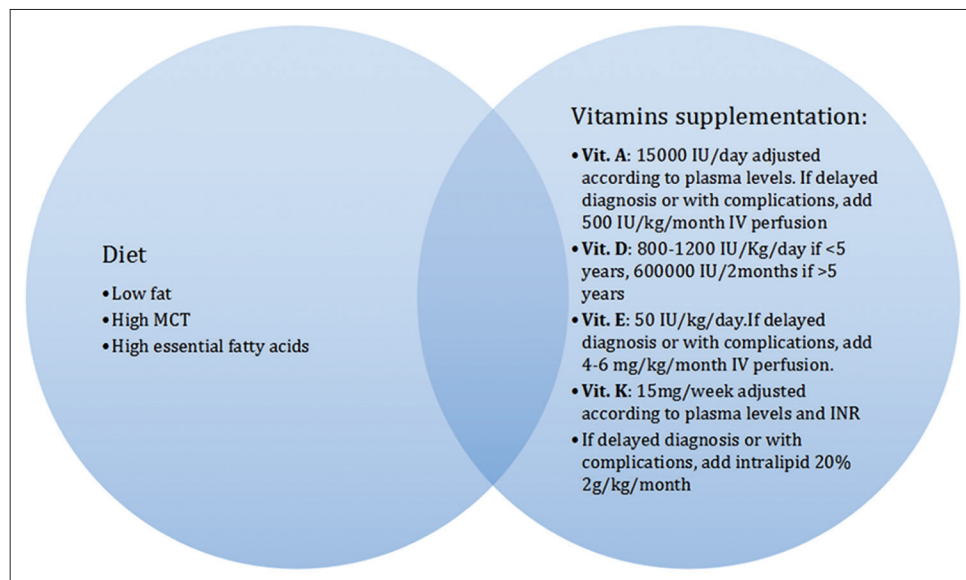 Diet
•Low fat
•High MCT
•High essential fatty acids
Vitamins supplementation:
•Vit. A: 15000 IU/day adjusted
according to plasma levels. If delayed
diagnosis or with complications, add
500 IU/kg/month IV perfusion
•Vit. D: 800-1200 IU/Kg/day if <5
years, 600000 IU/2months if >5
years
•Vit. E: 50 IU/kg/day.If delayed
diagnosis or with complications, add
4-6 mg/kg/month IV perfusion.
•Vit. K: 15mg/week adjusted
according to plasma levels and INR
•If delayed diagnosis or with
complications, add intralipid 20%
2g/kg/month